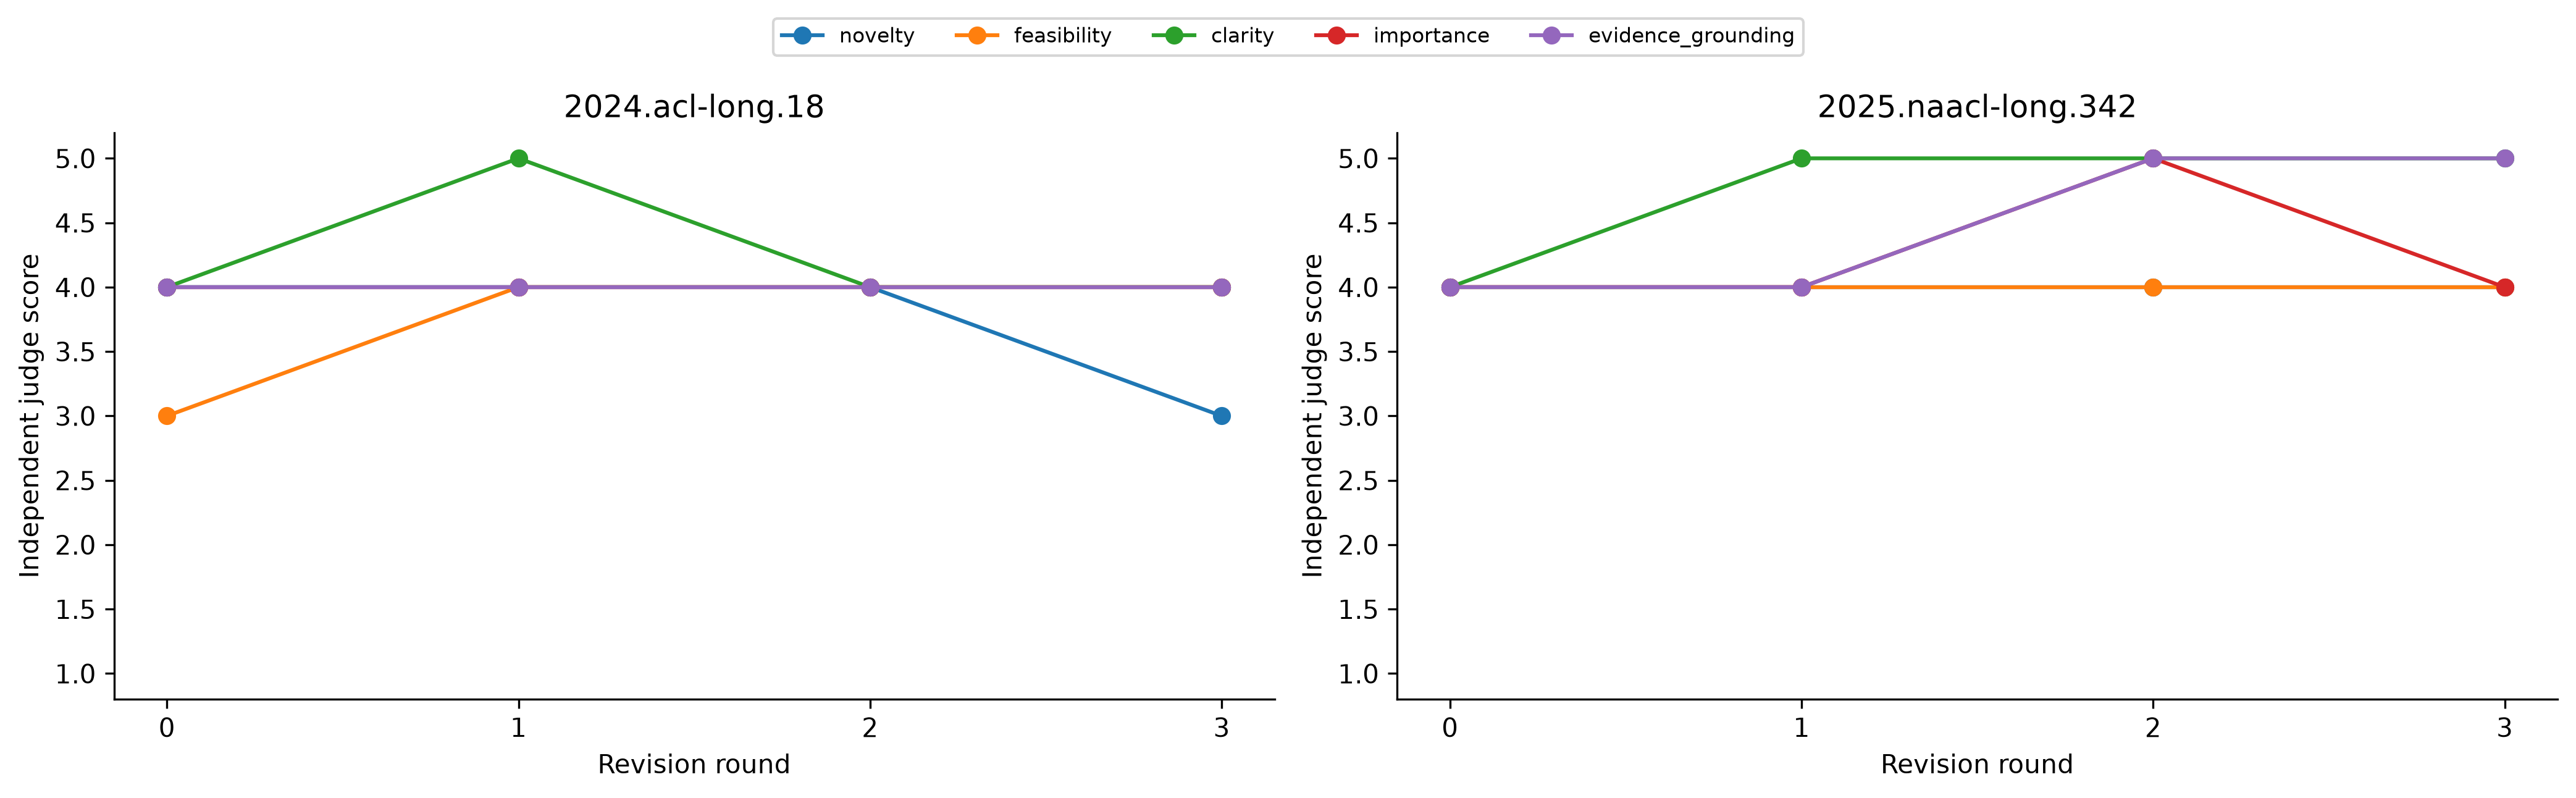 novelty feasibility clarity importance evidence_grounding
2024.acl-long.18
Independent judge score
5.0
4.5
4.0
3.5
3.0
2.5
2.0
1.5
1.0
0 1 2 3
Revision round
2025.naacl-long.342
Independent judge score
5.0
4.5
4.0
3.5
3.0
2.5
2.0
1.5
1.0
0 1 2 3
Revision round